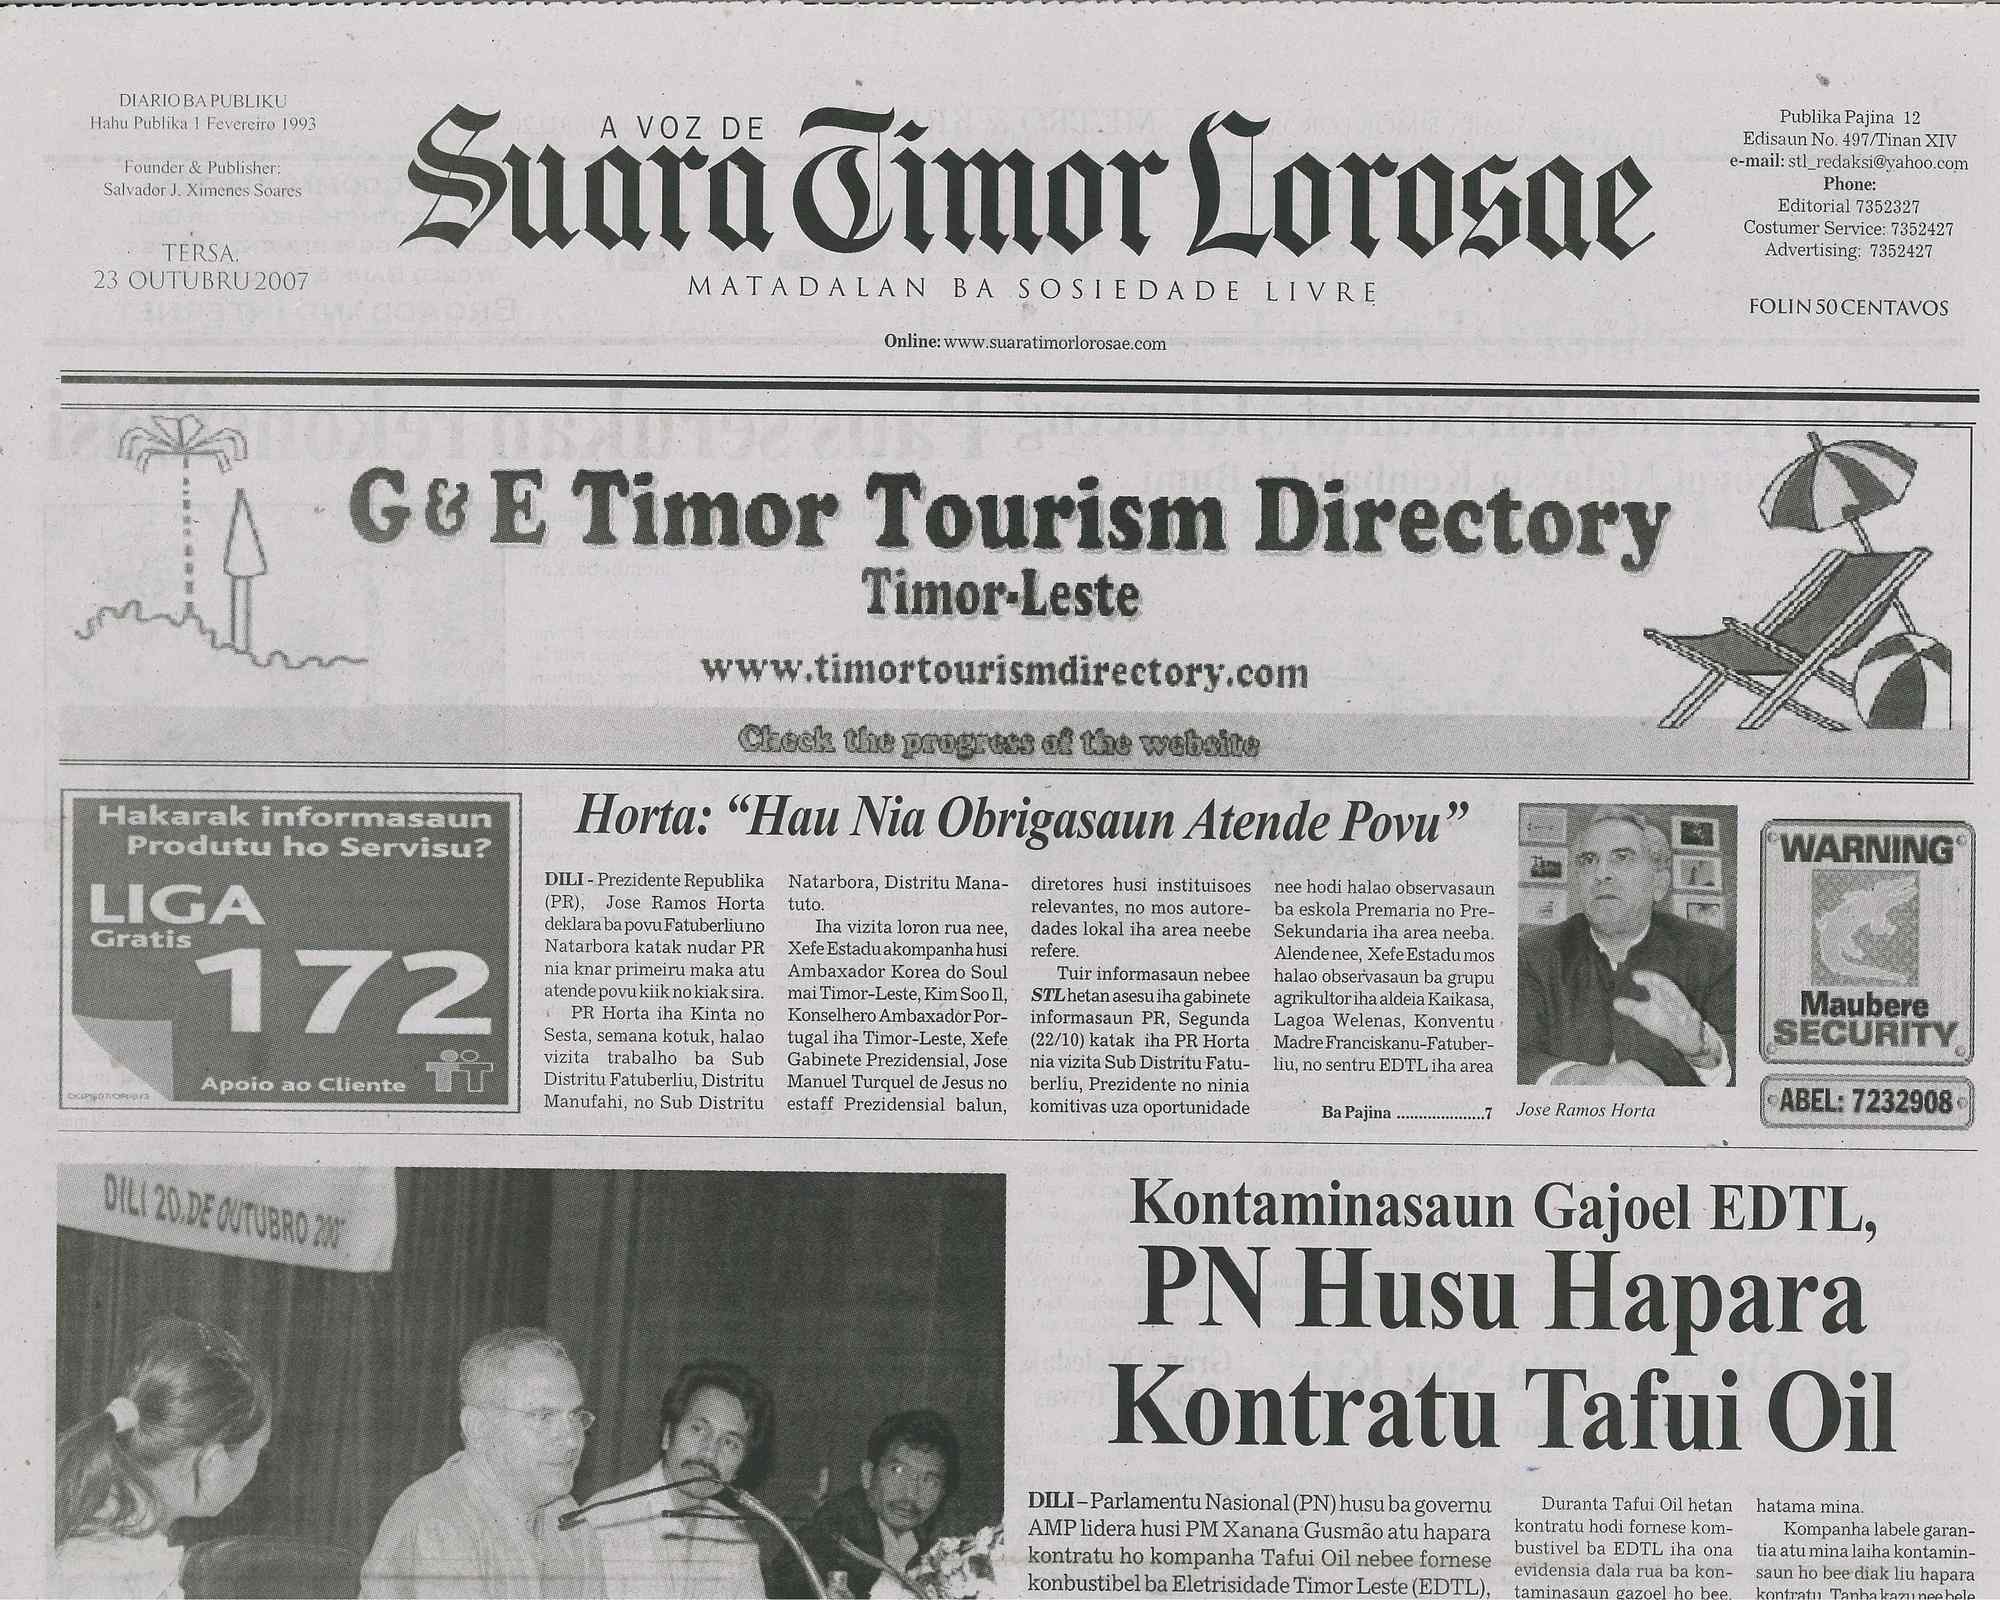 DIARIO BA PUBLIKU
Hahu Publika 1 Fevereiro 1993
Founder & Publisher:
Salvador J. Ximenes Soares
TERSA.
23 OUTUBRU 2007
A VOZ DE
Suara Timor Lorosae
MATADALAN BA SOSIEDADE LIVRE
Online: www.suaratimorlorosae.com
Publika Pajina 12
Edisaun No. 497/Tinan XIV
e-mail: stl_redaksi@yahoo.com
Phone:
Editorial 7352327
Costumer Service: 7352427
Advertising: 7352427
FOLIN 50 CENTAVOS
G & E Timor Tourism Directory
Timor-Leste
www.timortourismdirectory.com
Check the progress of the website
Hakarak informasaun
Produtu ho Servisu?
LIGA
Gratis
172
Apoio ao Cliente
Horta: “Hau Nia Obrigasaun Atende Povu”
DILI - Prezidente Republika
(PR), Jose Ramos Horta
deklara ba povu Fatuberliu no
Natarbora katak nudar PR
nia knar primeiru maka atu
atende povu kiik no kiak sira.
PR Horta iha Kinta no
Sesta, semana kotuk, halao
vizita trabalho ba Sub
Distritu Fatuberliu, Distritu
Manufahi, no Sub Distritu
Natarbora, Distritu Mana-
tuto.
Iha vizita loron rua nee,
Xefe Estadu akompanha husi
Ambaxador Korea do Soul
mai Timor-Leste, Kim Soo Il,
Konselhero Ambaxador Por-
tugal iha Timor-Leste, Xefe
Gabinete Prezidensial, Jose
Manuel Turquel de Jesus no
estaff Prezidensial balun,
diretores husi instituisoes
relevantes, no mos autore-
dades lokal iha area neebe
refere.
Tuir informasaun nebee
STL hetan asesu iha gabinete
informasaun PR, Segunda
(22/10) katak iha PR Horta
nia vizita Sub Distritu Fatu-
berliu, Prezidente no ninia
komitivas uza oportunidade
nee hodi halao observasaun
ba eskola Premaria no Pre-
Sekundaria iha area neeba.
Alende nee, Xefe Estadu mos
halao observasaun ba grupu
agrikultor iha aldeia Kaikasa,
Lagoa Welenas, Konventu
Madre Franciskanu-Fatuber-
liu, no sentru EDTL iha area
Ba Pajina ....................7
Jose Ramos Horta
WARNING
Maubere
SECURITY
ABEL: 7232908
DILI 20 DE OUTUBRO 200
Kontaminasaun Gajoel EDTL,
PN Husu Hapara
Kontratu Tafui Oil
DILI – Parlamentu Nasional (PN) husu ba governu
AMP lidera husi PM Xanana Gusmão atu hapara
kontratu ho kompanha Tafui Oil nebee fornese
konbustibel ba Eletrisidade Timor Leste (EDTL),
Duranta Tafui Oil hetan
kontratu hodi fornese kom-
bustivel ba EDTL iha ona
evidensia dala rua ba kon-
taminasaun gazoel ho bee.
hatama mina.
Kompanha labele garan-
tia atu mina laiha kontamin-
saun ho bee diak liu hapara
kontratu. Tanba kazu nee bele